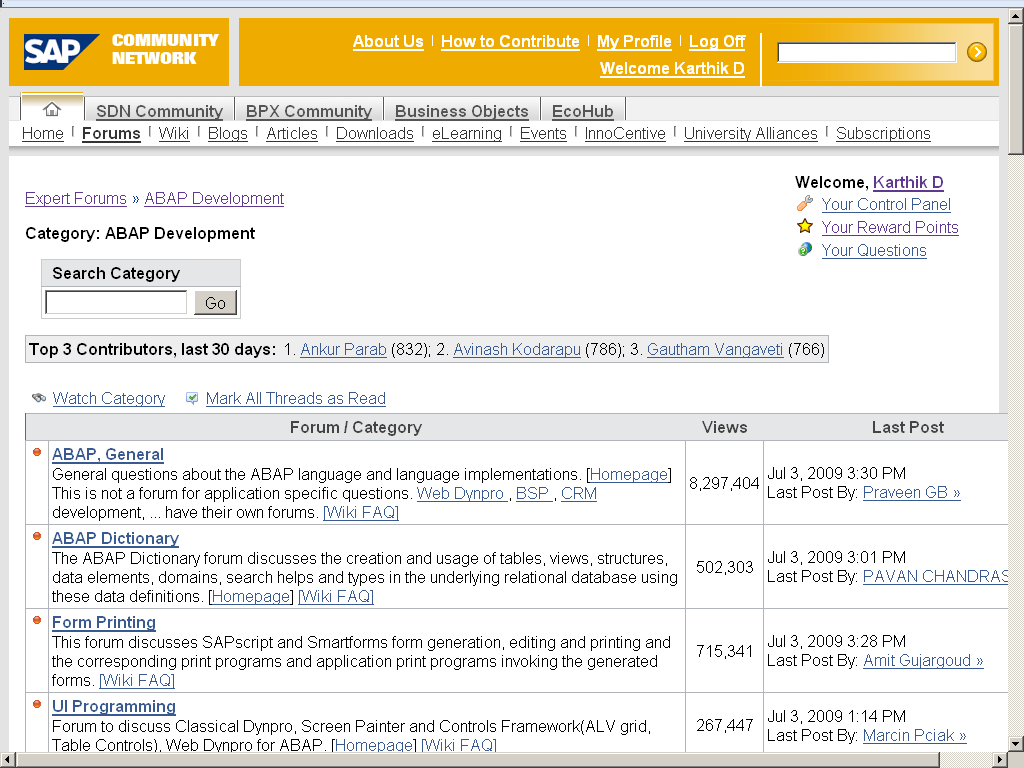 SAP COMMUNITY NETWORK
About Us | How to Contribute | My Profile | Log Off
Welcome Karthik D
SDN Community BPX Community Business Objects EcoHub
Home | Forums | Wiki | Blogs | Articles | Downloads | eLearning | Events | InnoCentive | University Alliances | Subscriptions
Expert Forums » ABAP Development
Welcome, Karthik D
Your Control Panel
Your Reward Points
Your Questions
Category: ABAP Development
Search Category
Go
Top 3 Contributors, last 30 days: 1. Ankur Parab (832); 2. Avinash Kodarapu (786); 3. Gautham Vangaveti (766)
Watch Category Mark All Threads as Read
Forum / Category Views Last Post
ABAP, General
General questions about the ABAP language and language implementations. [Homepage]
This is not a forum for application specific questions. Web Dynpro , BSP , CRM
development, ... have their own forums. [Wiki FAQ]
8,297,404
Jul 3, 2009 3:30 PM
Last Post By: Praveen GB »
ABAP Dictionary
The ABAP Dictionary forum discusses the creation and usage of tables, views, structures,
data elements, domains, search helps and types in the underlying relational database using
these data definitions. [Homepage] [Wiki FAQ]
502,303
Jul 3, 2009 3:01 PM
Last Post By: PAVAN CHANDRAS
Form Printing
This forum discusses SAPscript and Smartforms form generation, editing and printing and
the corresponding print programs and application print programs invoking the generated
forms. [Wiki FAQ]
715,341
Jul 3, 2009 3:28 PM
Last Post By: Amit Gujargoud »
UI Programming
Forum to discuss Classical Dynpro, Screen Painter and Controls Framework(ALV grid,
Table Controls), Web Dynpro for ABAP. [Homepage] [Wiki FAQ]
267,447
Jul 3, 2009 1:14 PM
Last Post By: Marcin Pciak »